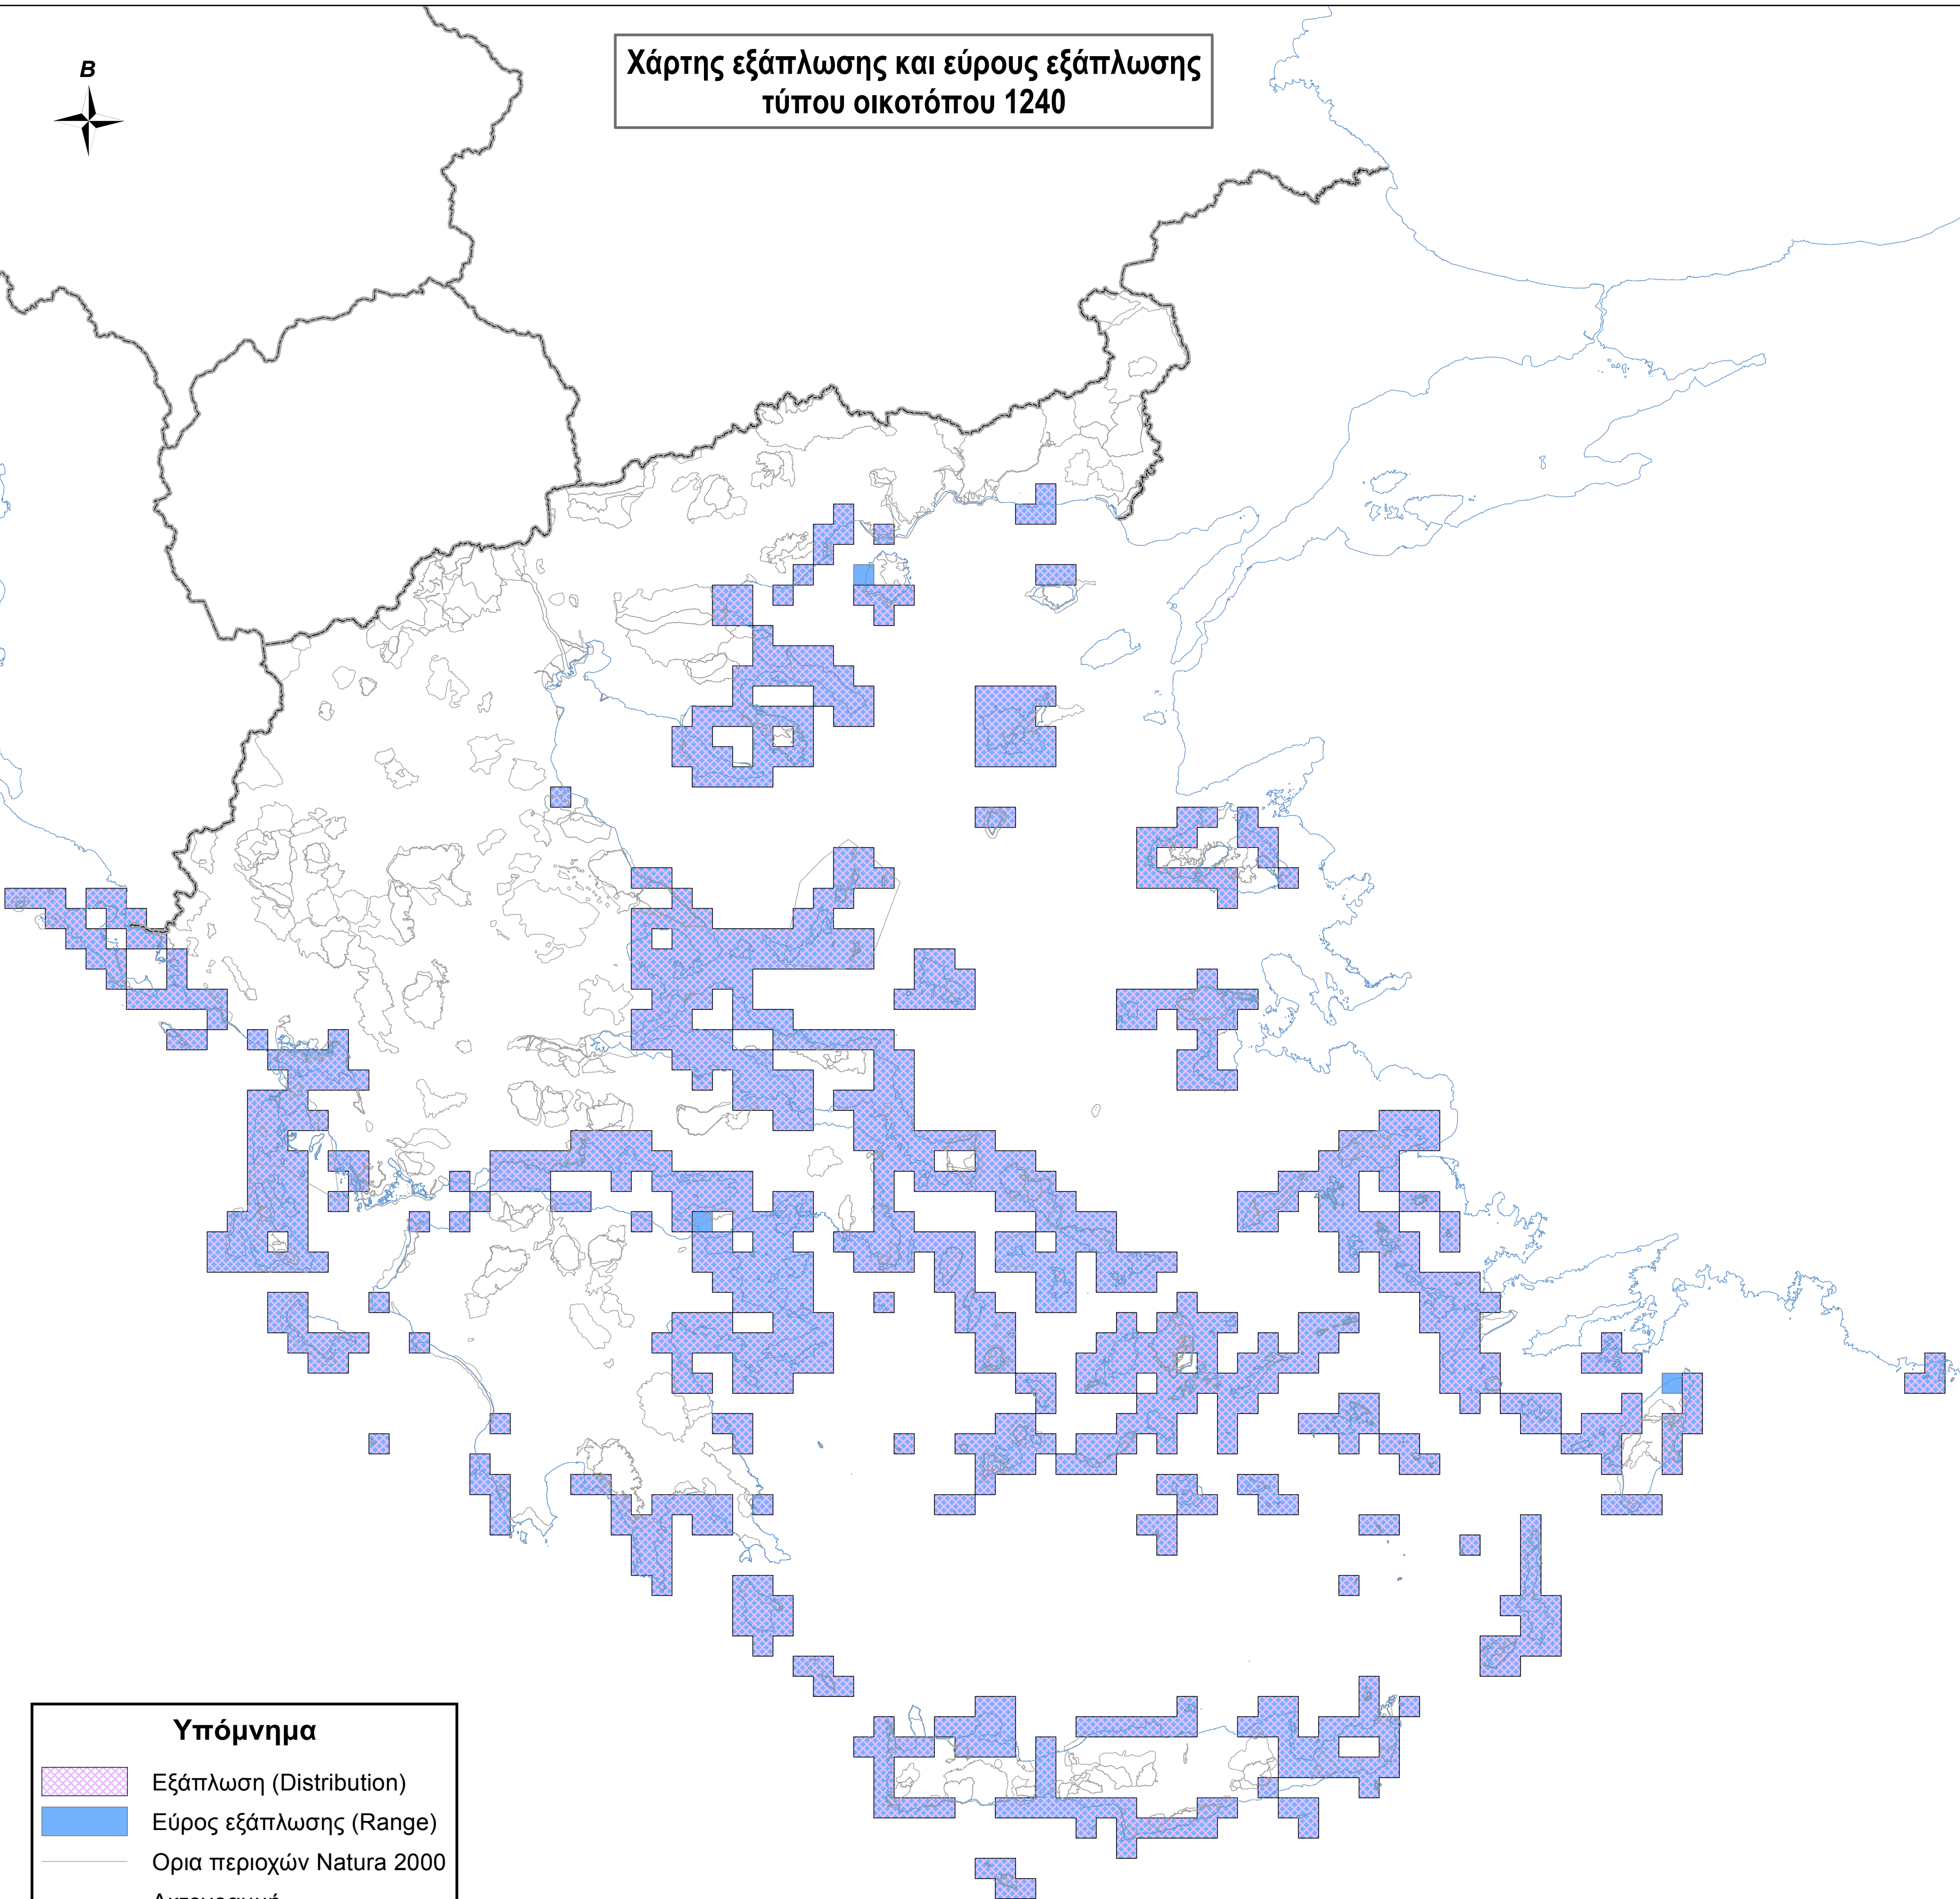 Β
Χάρτης εξάπλωσης και εύρους εξάπλωσης
τύπου οικοτόπου 1240
Υπόμνημα
Εξάπλωση (Distribution)
Εύρος εξάπλωσης (Range)
Ορια περιοχών Natura 2000